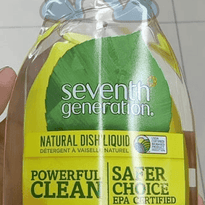 seventh
generation.
NATURAL DISH LIQUID
DÉTERGENT À VAISSELLE NATUREL
POWERFUL
CLEAN
SAFER
CHOICE
EPA CERTIFIED